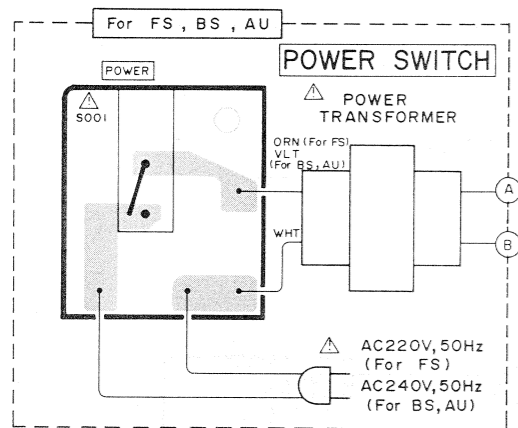 For FS, BS, AU
POWER SWITCH
POWER
S001
POWER
TRANSFORMER
ORN (For FS)
VLT
(For BS, AU)
WHT
A
B
AC220V, 50Hz
(For FS)
AC240V, 50Hz
(For BS, AU)